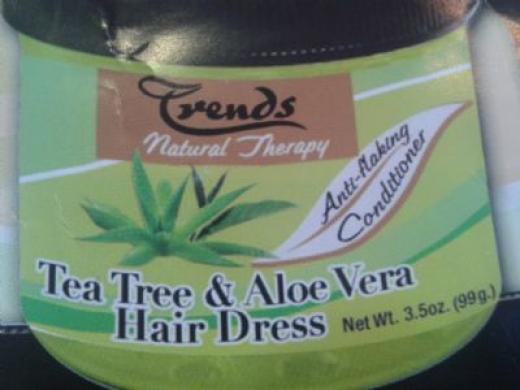 Trends
Natural Therapy
Anti-flaking
Conditioner
Tea Tree & Aloe Vera
Hair Dress
Net Wt. 3.5oz. (99g.)